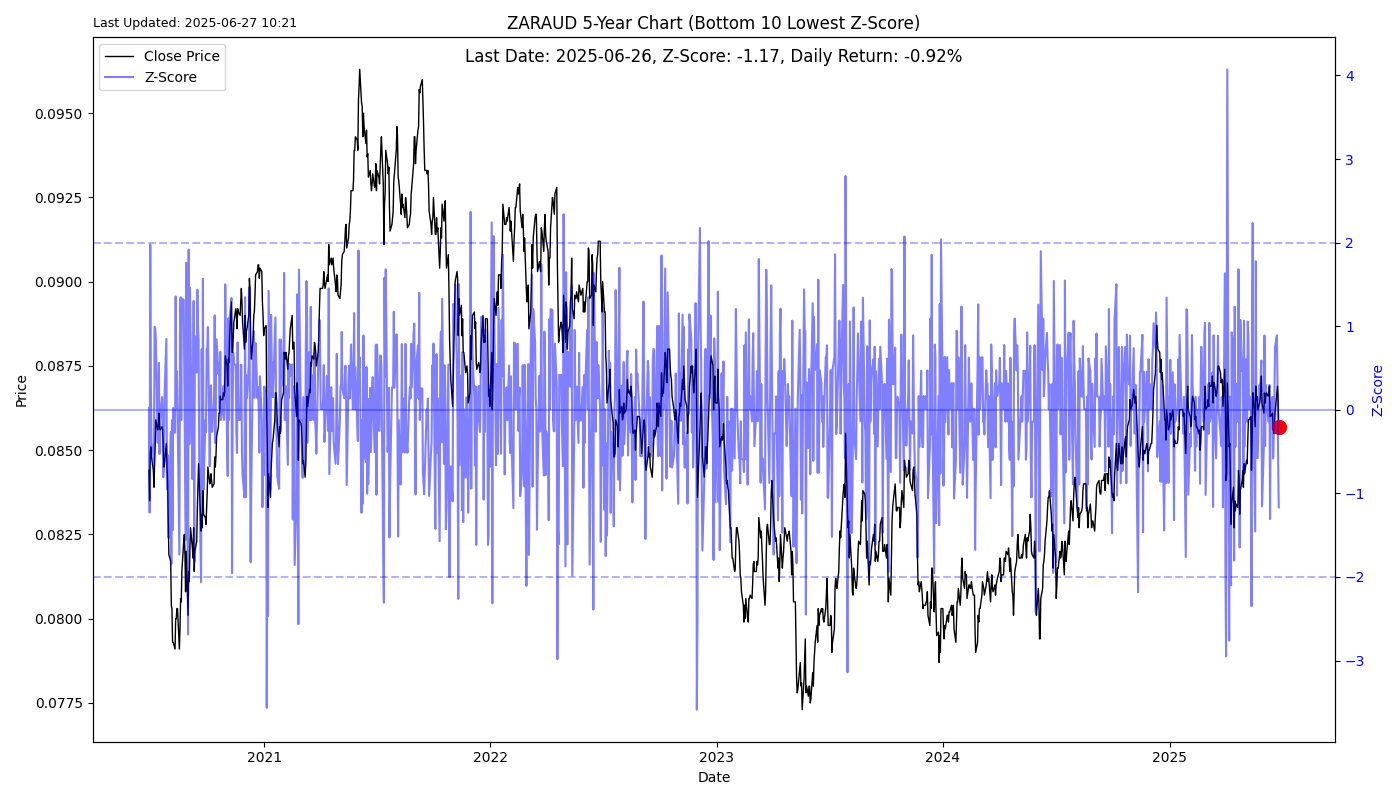 Last Updated: 2025-06-27 10:21
ZARAUD 5-Year Chart (Bottom 10 Lowest Z-Score)
Last Date: 2025-06-26, Z-Score: -1.17, Daily Return: -0.92%
Close Price
Z-Score
Price
0.0950
0.0925
0.0900
0.0875
0.0850
0.0825
0.0800
0.0775
4
3
2
1
0
−1
−2
−3
Z-Score
2021
2022
2023
2024
2025
Date